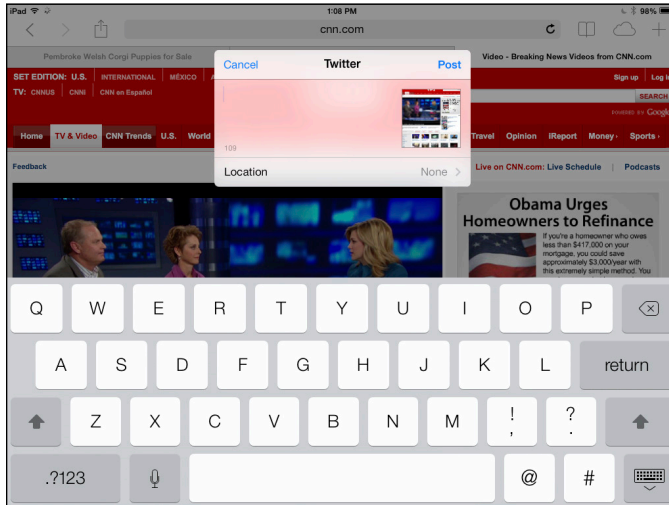 iPad 1:08 PM 98%
cnn.com
Pembroke Welsh Corgi Puppies for Sale
Video - Breaking News Videos from CNN.com
Cancel Twitter Post
SET EDITION: U.S. INTERNATIONAL MÉXICO
Sign up Log i
TV: CNNUS CNNI CNN en Español
SEARCH
POWERED BY Google
Home TV & Video CNN Trends U.S. World Travel Opinion iReport Money Sports
109
Feedback
Location None
Live on CNN.com: Live Schedule | Podcasts
Obama Urges
Homeowners to Refinance
If you're a homeowner who owes
less than $417,000 on your
mortgage, you could save
approximately $3,000/year with
this extremely simple method. You
Q W E R T Y U I O P
A S D F G H J K L return
Z X C V B N M ! , ? .
.?123 @ #